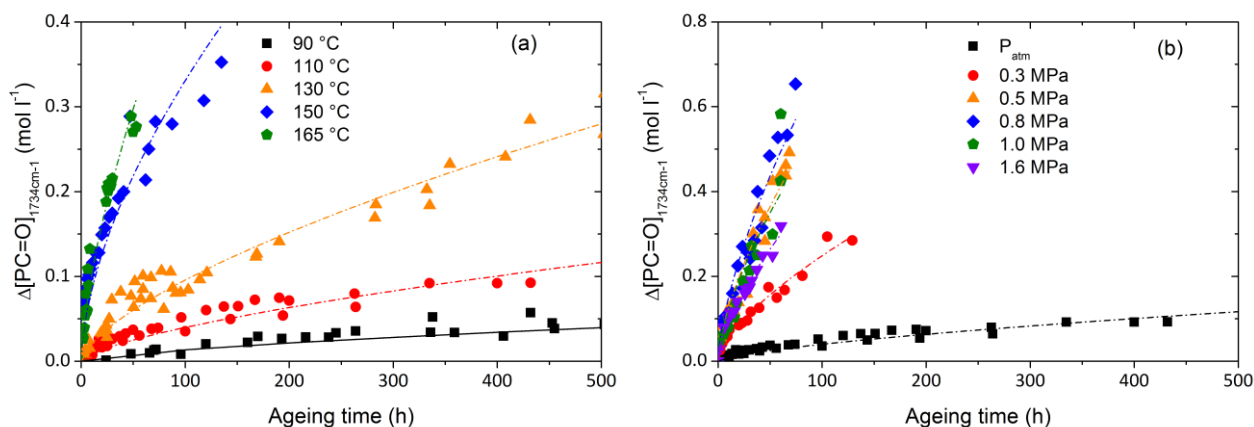 (a)
Δ[PC=O]1734cm-1 (mol l-1)
0.4
0.3
0.2
0.1
0.0
90 °C
110 °C
130 °C
150 °C
165 °C
0 100 200 300 400 500
Ageing time (h)
(b)
Δ[PC=O]1734cm-1 (mol l-1)
0.8
0.6
0.4
0.2
0.0
Patm
0.3 MPa
0.5 MPa
0.8 MPa
1.0 MPa
1.6 MPa
0 100 200 300 400 500
Ageing time (h)